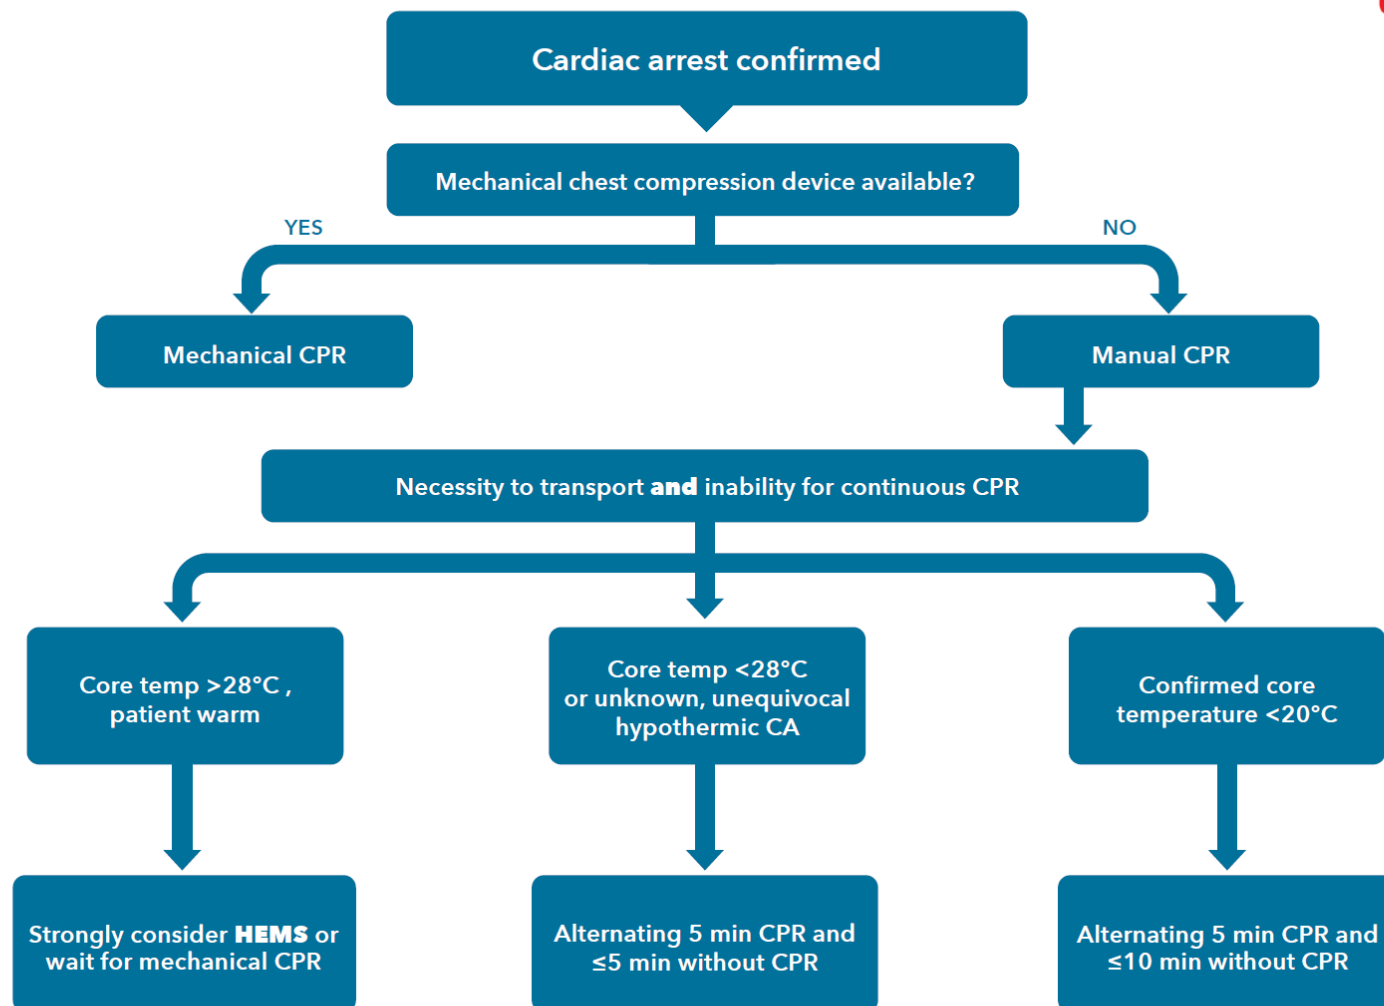 Cardiac arrest confirmed
Mechanical chest compression device available?
YES
NO
Mechanical CPR
Manual CPR
Necessity to transport and inability for continuous CPR
Core temp >28°C ,
patient warm
Core temp <28°C
or unknown, unequivocal
hypothermic CA
Confirmed core
temperature <20°C
Strongly consider HEMS or
wait for mechanical CPR
Alternating 5 min CPR and
≤5 min without CPR
Alternating 5 min CPR and
≤10 min without CPR